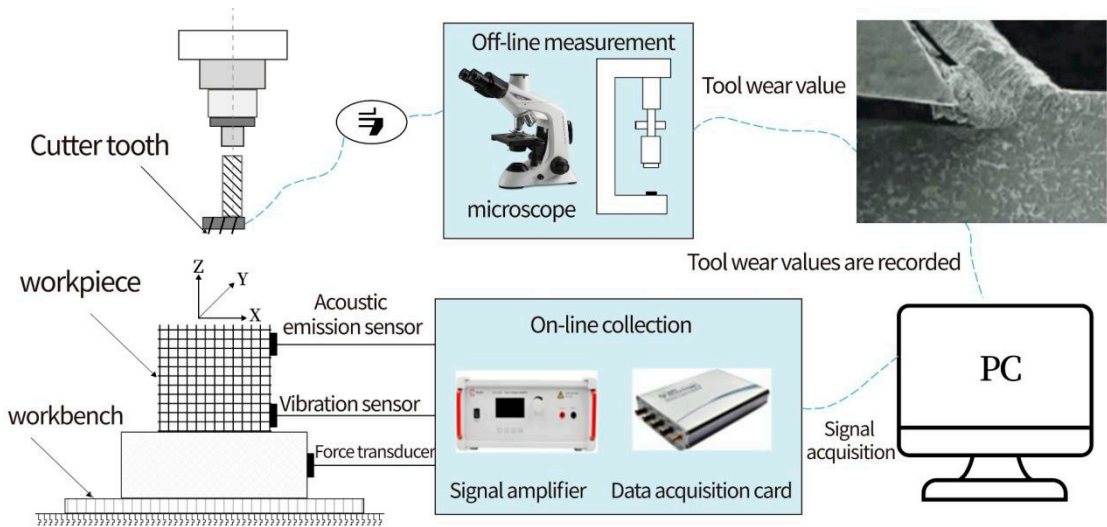 Off-line measurement
Tool wear value
Cutter tooth
microscope
Tool wear values are recorded
Z
Y
X
workpiece
Acoustic
emission sensor
On-line collection
PC
Vibration sensor
workbench
Force transducer
Signal
acquisition
Signal amplifier
Data acquisition card